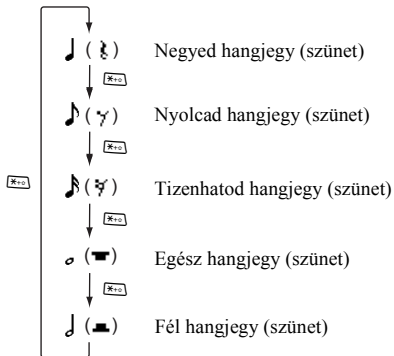 Negyed hangjegy (szünet)
*+○
Nyolcad hangjegy (szünet)
*+○
*+○
Tizenhatod hangjegy (szünet)
*+○
Egész hangjegy (szünet)
*+○
Fél hangjegy (szünet)